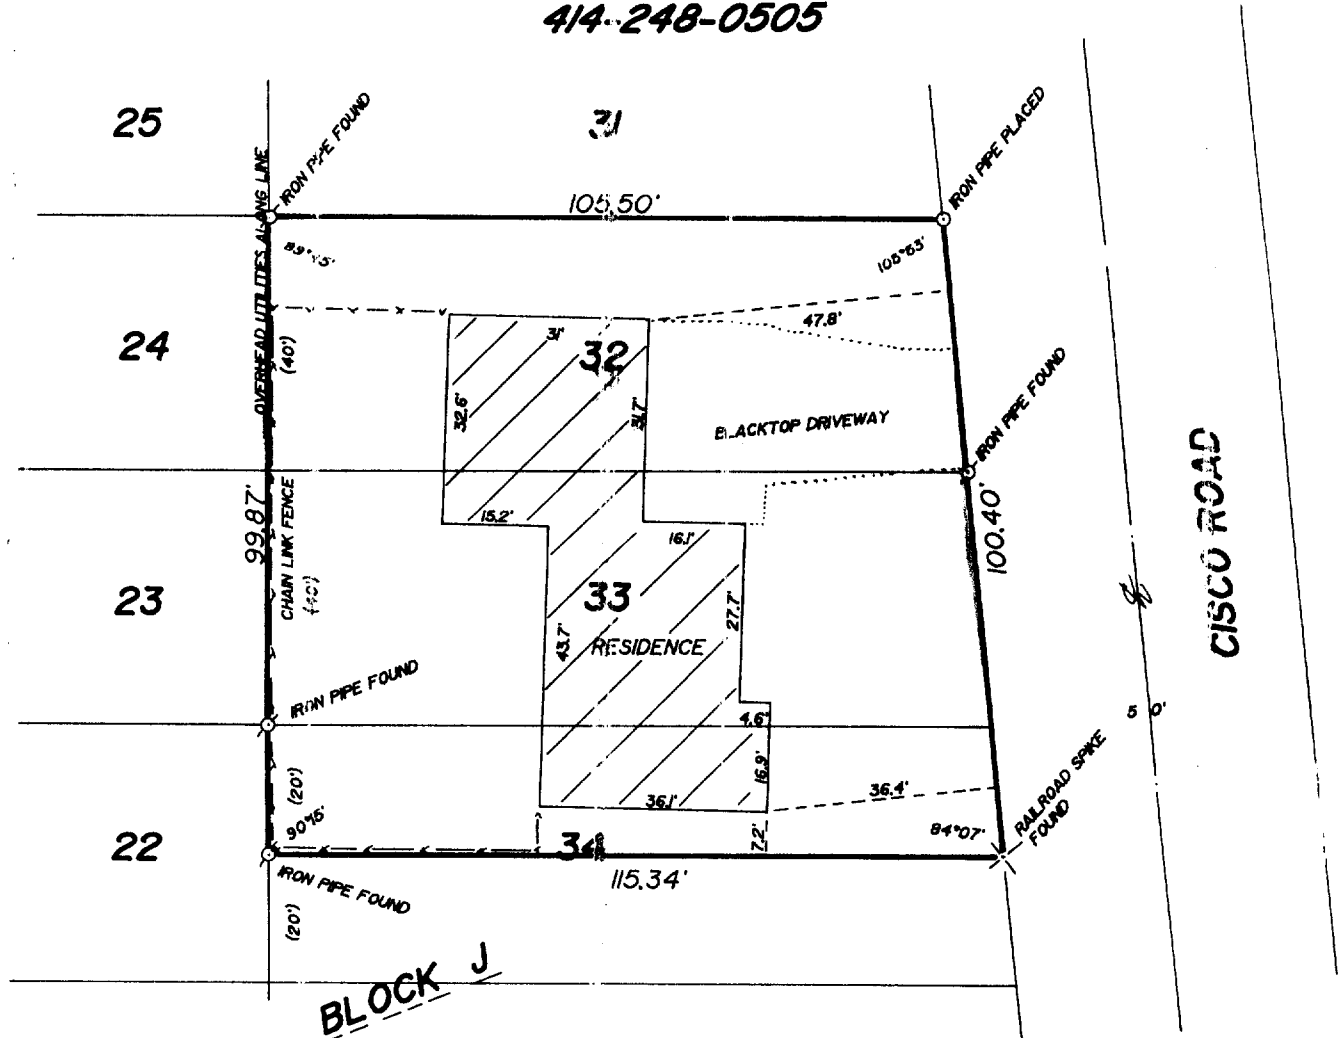 414-248-0505
25
31
IRON PIPE FOUND
IRON PIPE PLACED
OVERHEAD UTILITIES ALONG LINE
105.50'
105°53'
24
(40')
31'
32
47.8'
32.6'
31.7'
BLACKTOP DRIVEWAY
IRON PIPE FOUND
CISCO ROAD
99.87'
CHAIN LINK FENCE
(40')
15.2'
16.1'
100.40'
23
33
43.7'
27.7'
RESIDENCE
IRON PIPE FOUND
4.6'
16.9'
(20')
36.1'
36.4'
RAILROAD SPIKE
FOUND
90°15'
22
34
7.2'
84°07'
IRON PIPE FOUND
115.34'
(20')
BLOCK J